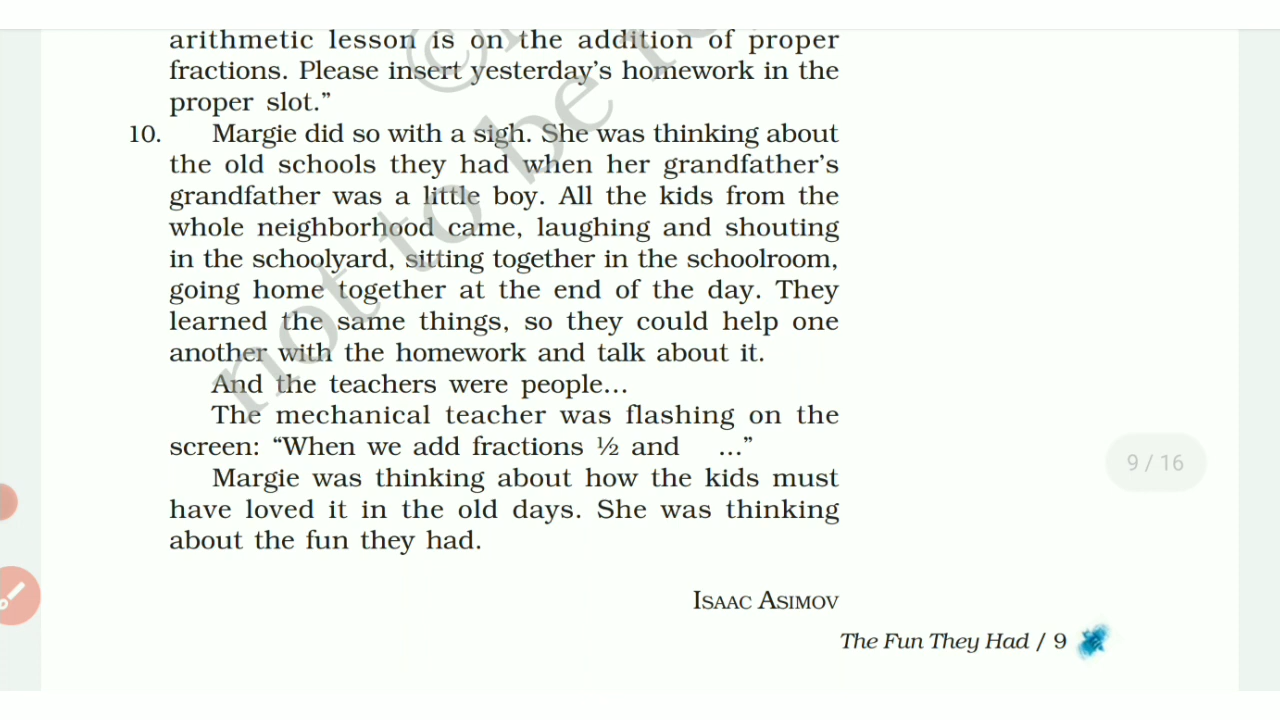 arithmetic lesson is on the addition of proper
fractions. Please insert yesterday's homework in the
proper slot.”
10. Margie did so with a sigh. She was thinking about
the old schools they had when her grandfather's
grandfather was a little boy. All the kids from the
whole neighborhood came, laughing and shouting
in the schoolyard, sitting together in the schoolroom,
going home together at the end of the day. They
learned the same things, so they could help one
another with the homework and talk about it.
And the teachers were people...
The mechanical teacher was flashing on the
screen: “When we add fractions ½ and ...”
Margie was thinking about how the kids must
have loved it in the old days. She was thinking
about the fun they had.
ISAAC ASIMOV
The Fun They Had / 9
9 / 16
not to be